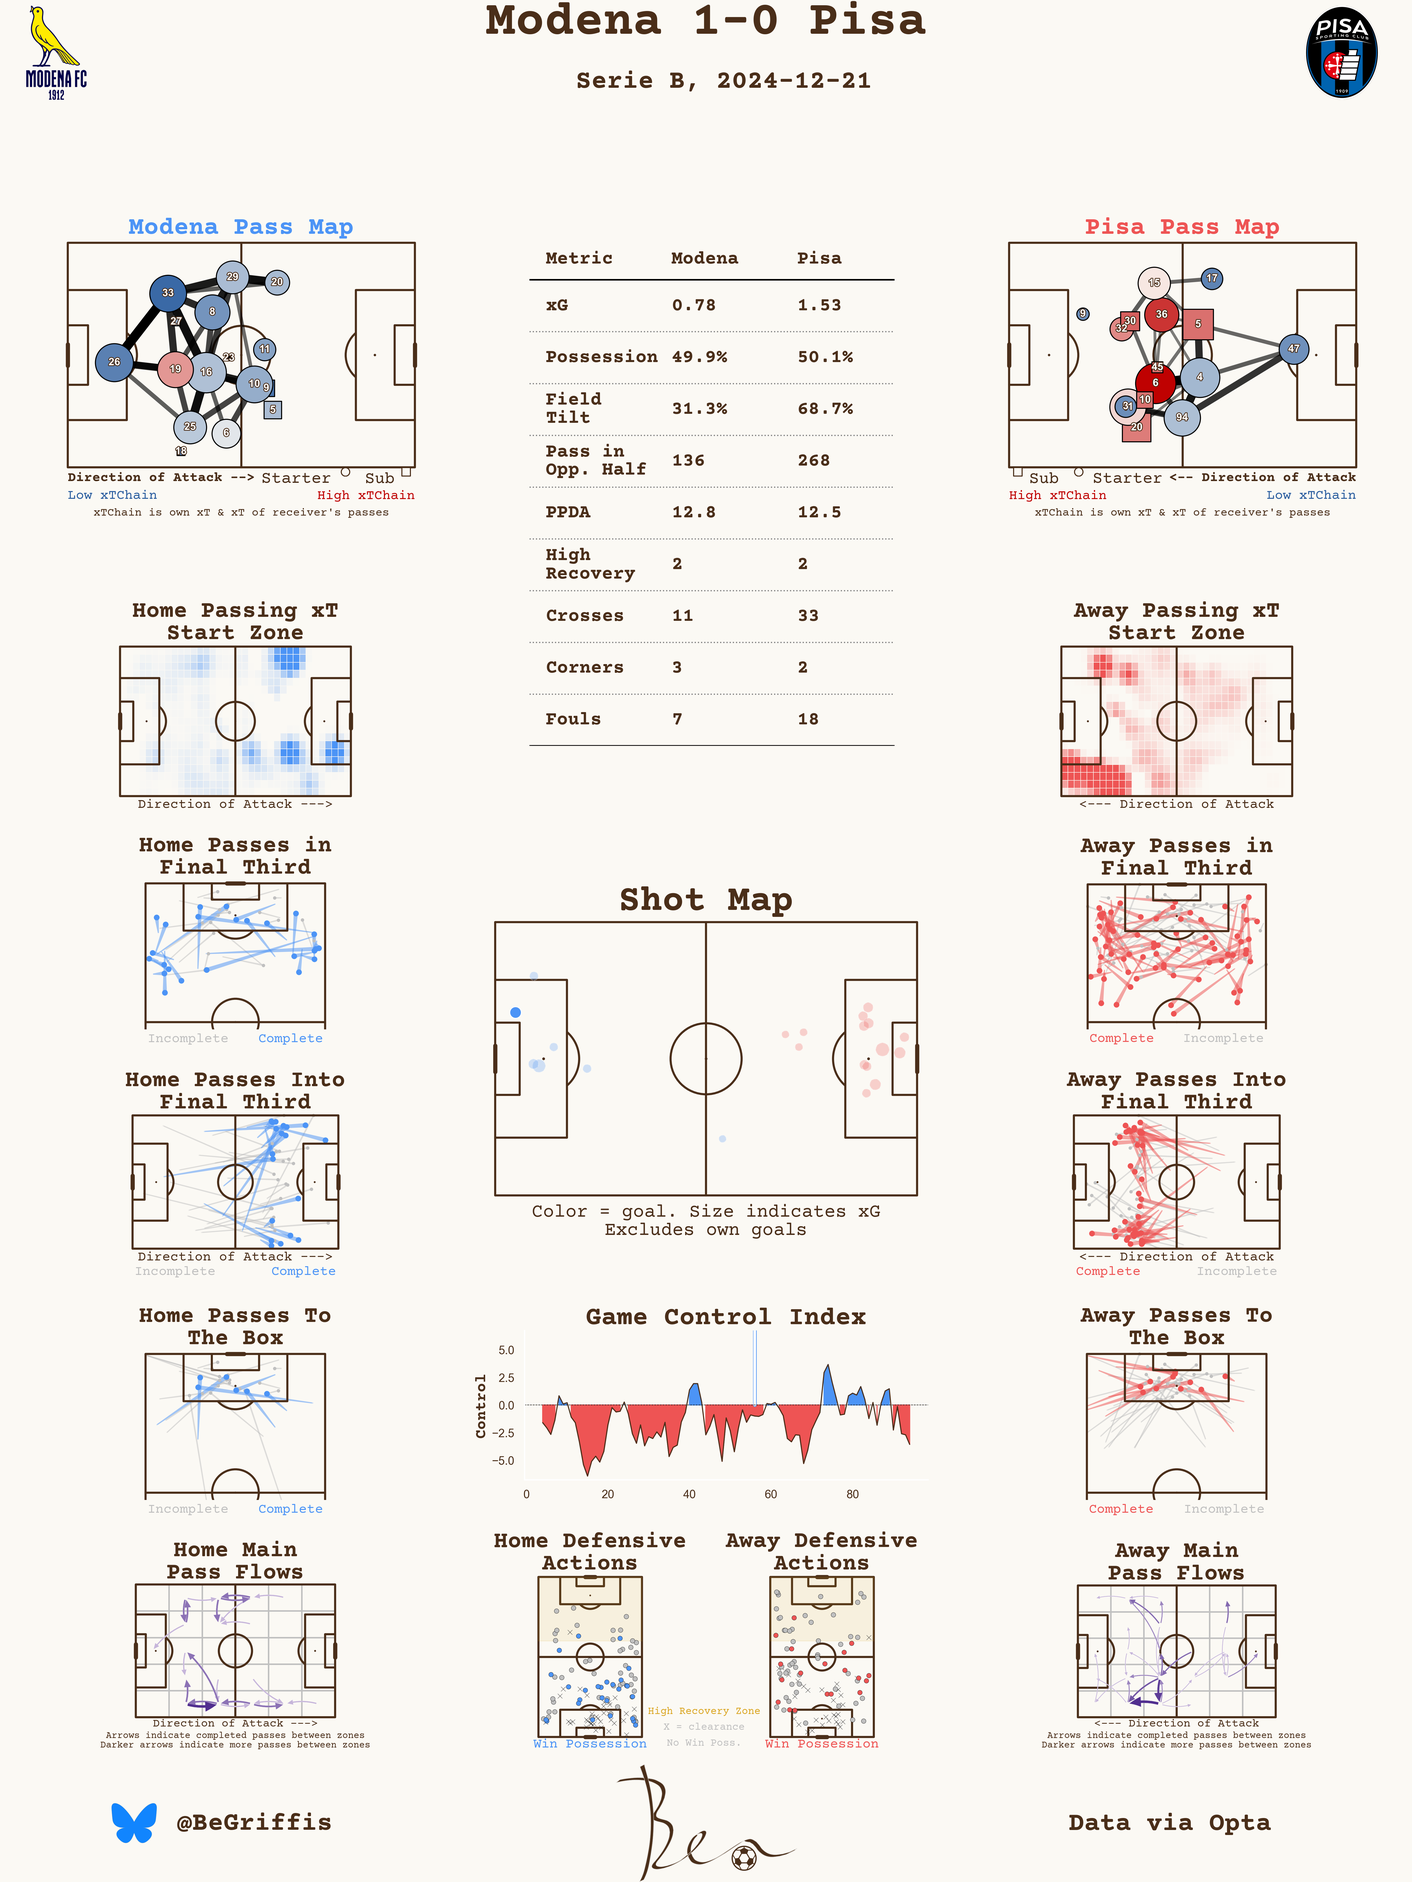 Modena 1-0 Pisa
Serie B, 2024-12-21
MODENA FC
1912
PISA
SPORTING CLUB
1909
Modena Pass Map
33
29
20
8
27
26
19
16
23
11
10
9
5
25
6
18
Direction of Attack --> Starter Sub
Low xTChain High xTChain
xTChain is own xT & xT of receiver's passes
Metric Modena Pisa
xG 0.78 1.53
Possession 49.9% 50.1%
Field
Tilt 31.3% 68.7%
Pass in
Opp. Half 136 268
PPDA 12.8 12.5
High
Recovery 2 2
Crosses 11 33
Corners 3 2
Fouls 7 18
Pisa Pass Map
15
17
9
36
30
32
5
47
45
6
4
31
10
94
20
Sub Starter <-- Direction of Attack
High xTChain Low xTChain
xTChain is own xT & xT of receiver's passes
Home Passing xT
Start Zone
Direction of Attack --->
Away Passing xT
Start Zone
<--- Direction of Attack
Home Passes in
Final Third
Incomplete Complete
Shot Map
Color = goal. Size indicates xG
Excludes own goals
Away Passes in
Final Third
Complete Incomplete
Home Passes Into
Final Third
Direction of Attack --->
Incomplete Complete
Away Passes Into
Final Third
<--- Direction of Attack
Complete Incomplete
Home Passes To
The Box
Incomplete Complete
Game Control Index
Control
5.0
2.5
0.0
−2.5
−5.0
0 20 40 60 80
Away Passes To
The Box
Complete Incomplete
Home Main
Pass Flows
Direction of Attack --->
Arrows indicate completed passes between zones
Darker arrows indicate more passes between zones
Home Defensive
Actions
Win Possession
High Recovery Zone
X = clearance
No Win Poss.
Away Defensive
Actions
Win Possession
Away Main
Pass Flows
<--- Direction of Attack
Arrows indicate completed passes between zones
Darker arrows indicate more passes between zones
@BeGriffis
Ben
Data via Opta